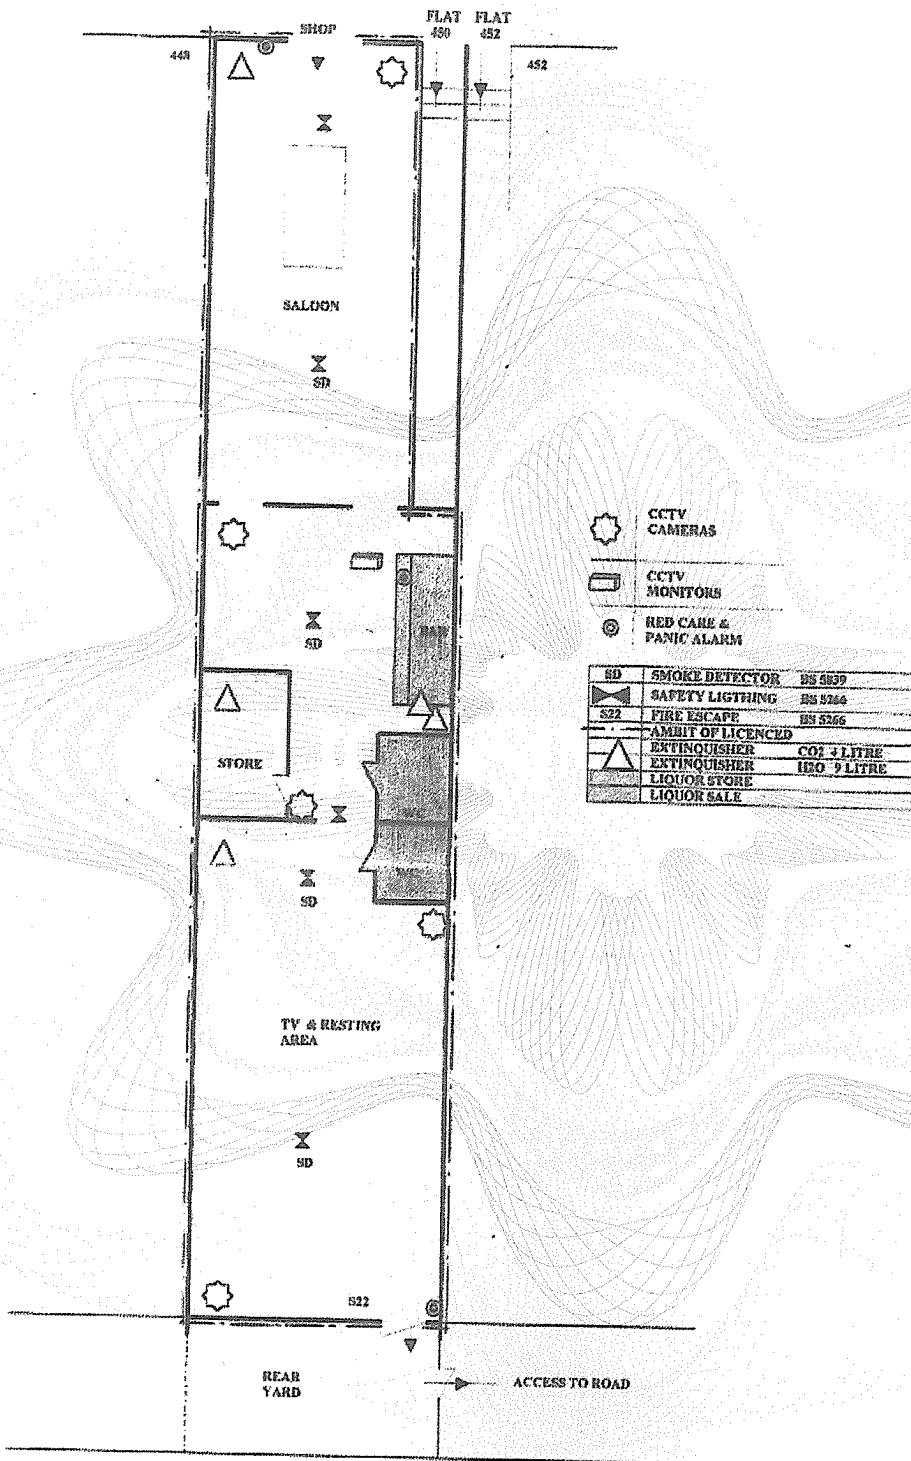 SHOP
FLAT
450
FLAT
452
448
452
SALOON
SD
CCTV
CAMERAS
CCTV
MONITORS
RED CARE &
PANIC ALARM
BAR
SD
SD SMOKE DETECTOR BS 5839
SAFETY LIGTHING BS 5266
S22 FIRE ESCAPE BS 5266
AMBIT OF LICENCED
EXTINQUISHER CO2 4 LITRE
EXTINQUISHER H2O 9 LITRE
LIQUOR STORE
LIQUOR SALE
STORE
WC
SD
TV & RESTING
AREA
SD
S22
REAR
YARD
ACCESS TO ROAD